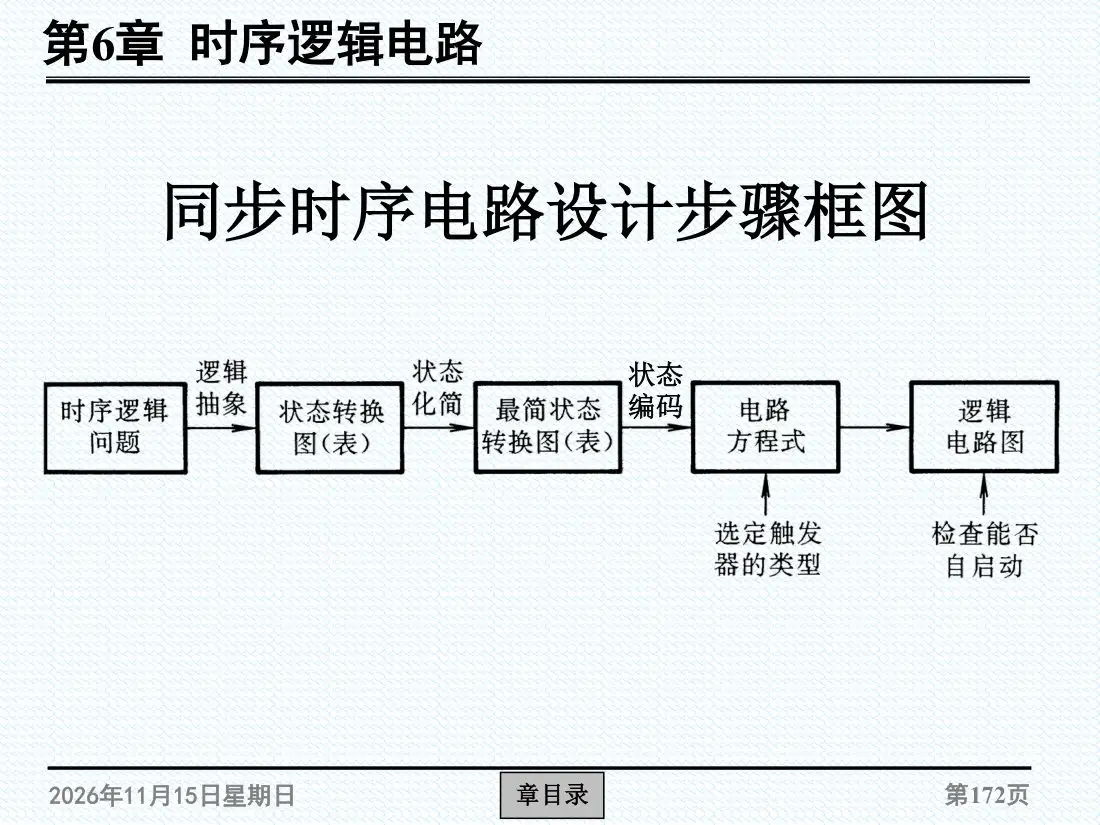 第6章 时序逻辑电路
同步时序电路设计步骤框图
时序逻辑
问题
逻辑
抽象
状态转换
图(表)
状态
化简
最简状态
转换图(表)
状态
编码
电路
方程式
选定触发
器的类型
逻辑
电路图
检查能否
自启动
2026年11月15日星期日
章目录
第172页